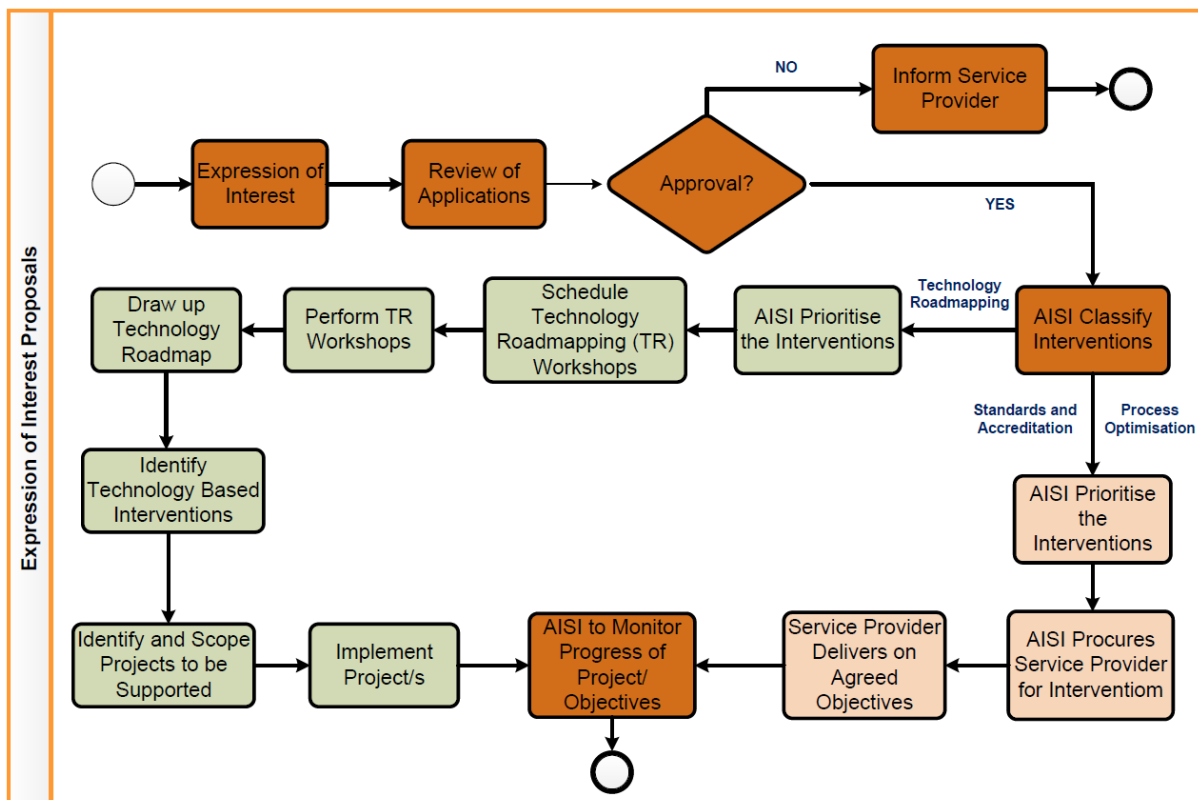 Expression of Interest Proposals
NO
Inform Service
Provider
Expression of
Interest
Review of
Applications
Approval?
YES
Draw up
Technology
Roadmap
Perform TR
Workshops
Schedule
Technology
Roadmapping (TR)
Workshops
AISI Prioritise
the Interventions
Technology
Roadmapping
AISI Classify
Interventions
Standards and
Accreditation
Process
Optimisation
Identify
Technology Based
Interventions
AISI Prioritise
the
Interventions
Identify and Scope
Projects to be
Supported
Implement
Project/s
AISI to Monitor
Progress of
Project/
Objectives
Service Provider
Delivers on
Agreed
Objectives
AISI Procures
Service Provider
for Interventiom